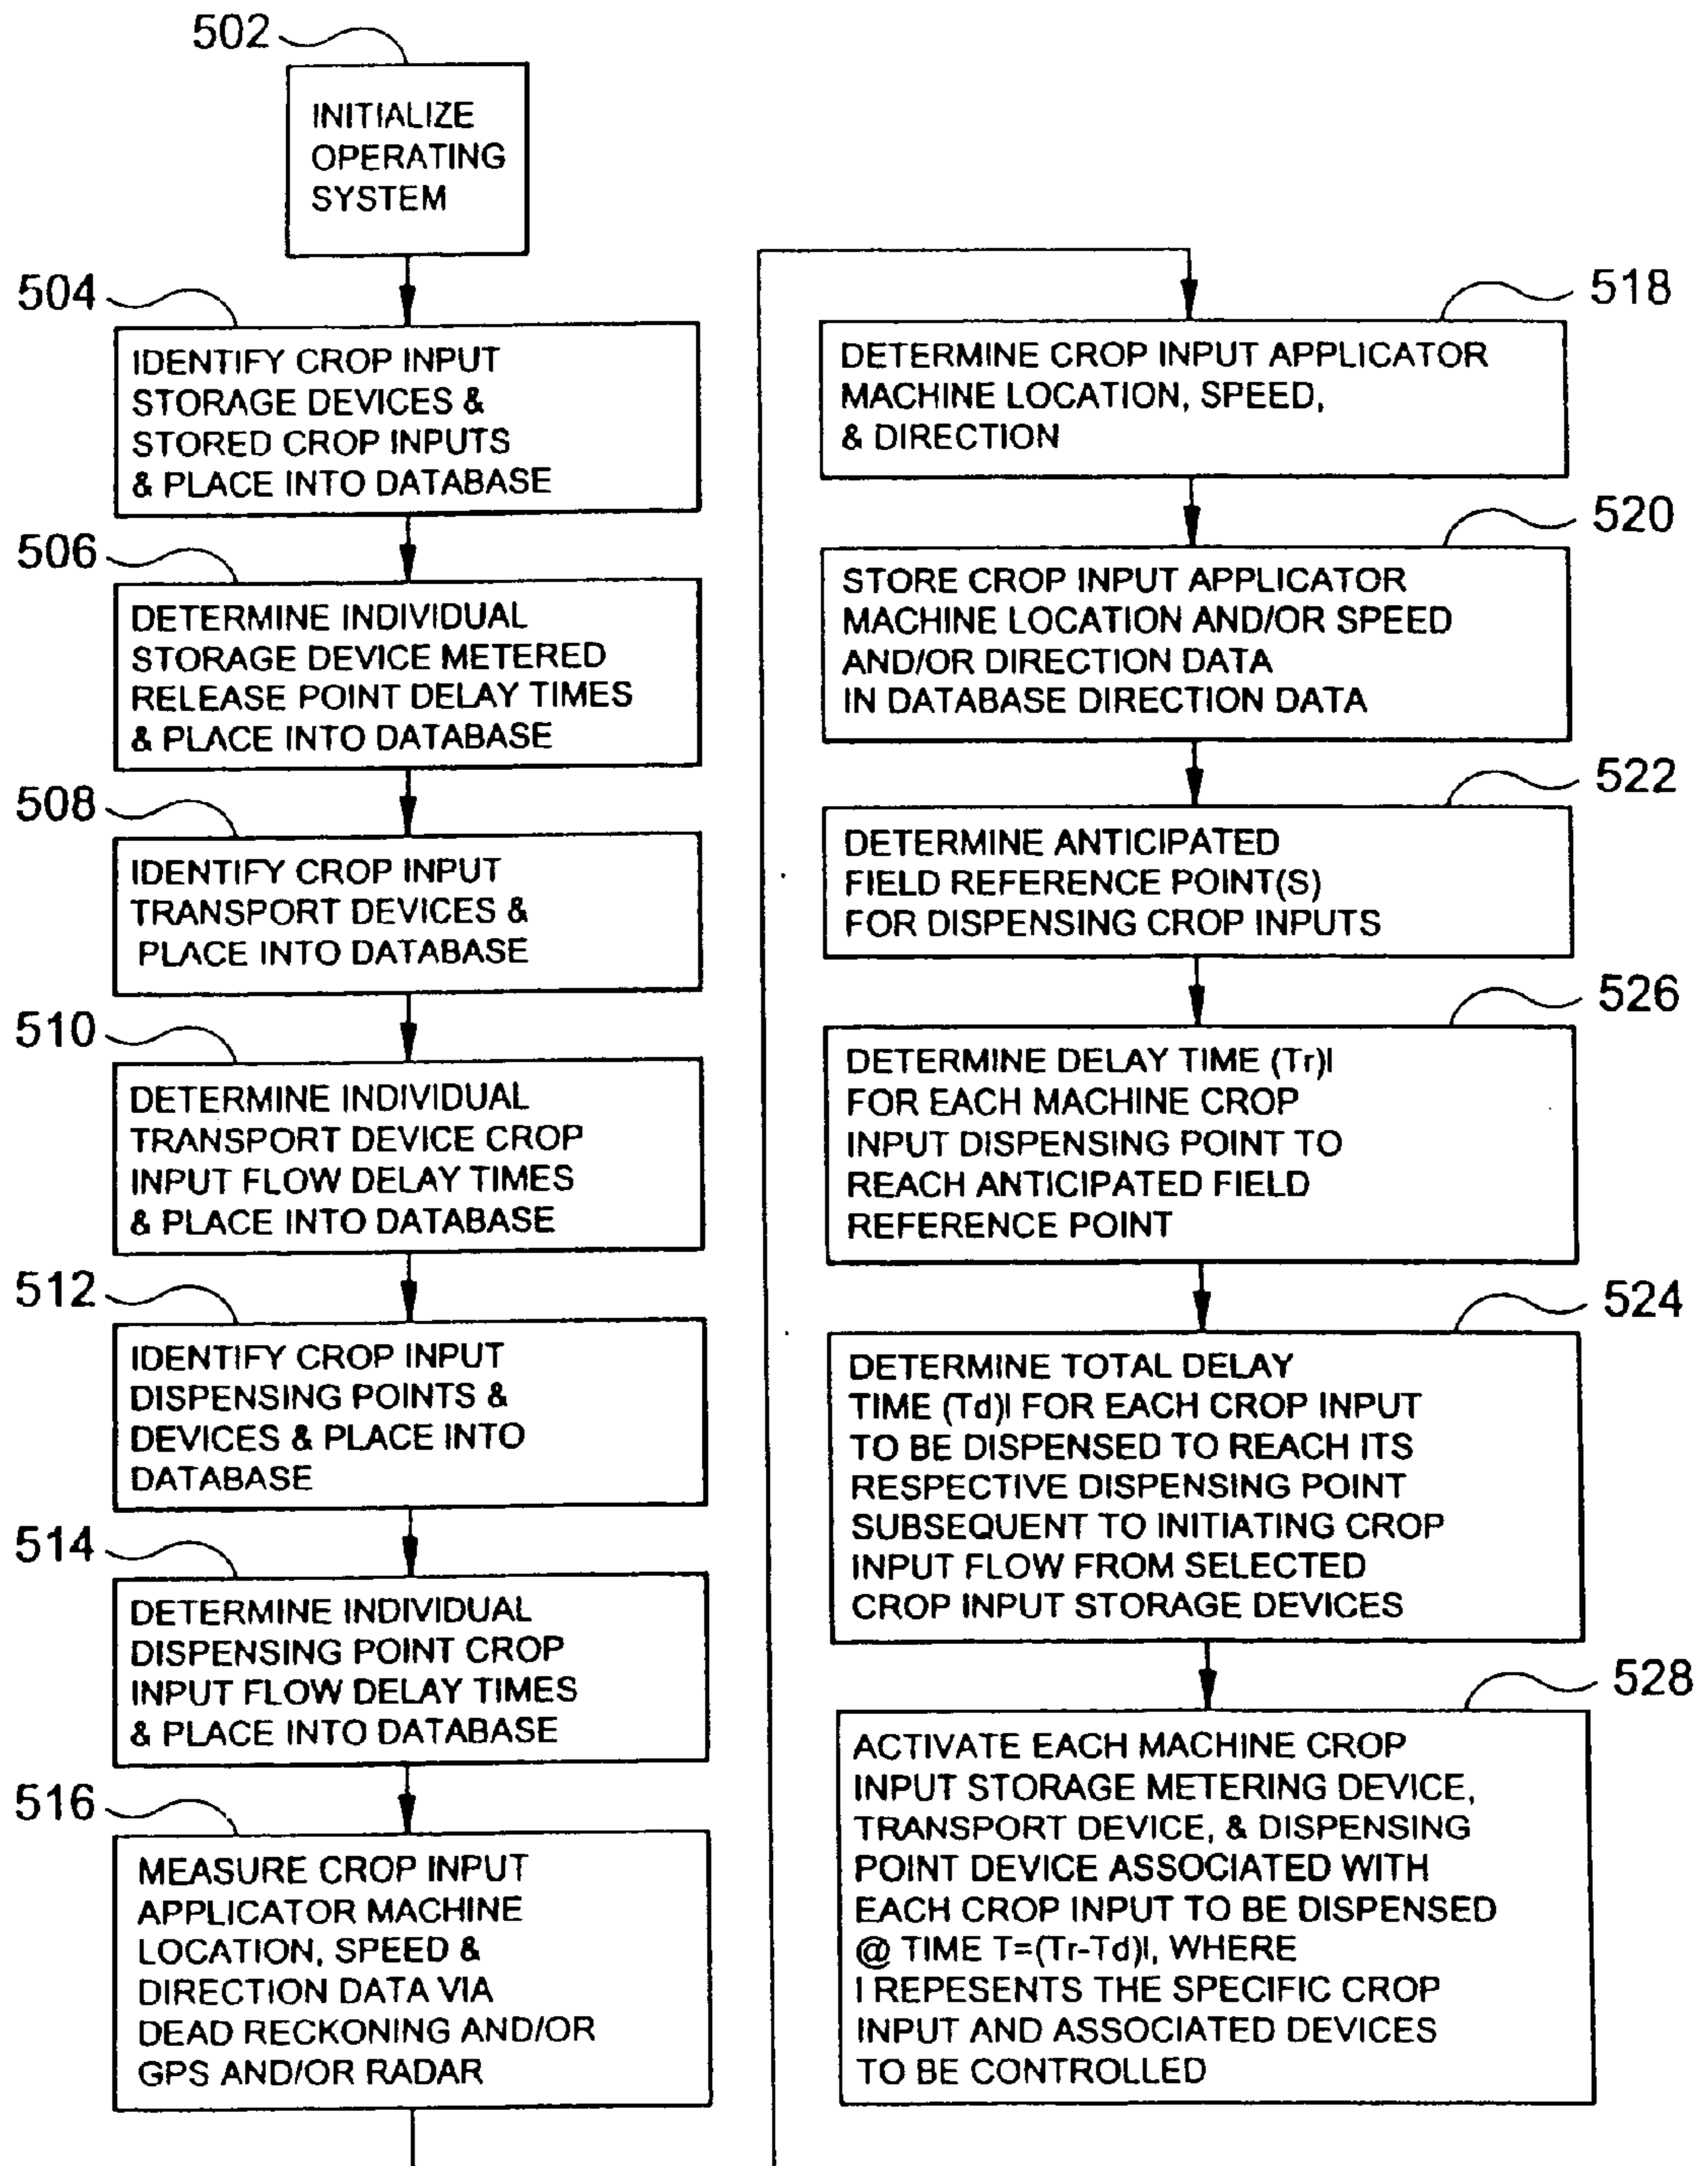 502
INITIALIZE
OPERATING
SYSTEM
504
IDENTIFY CROP INPUT
STORAGE DEVICES &
STORED CROP INPUTS
& PLACE INTO DATABASE
506
DETERMINE INDIVIDUAL
STORAGE DEVICE METERED
RELEASE POINT DELAY TIMES
& PLACE INTO DATABASE
508
IDENTIFY CROP INPUT
TRANSPORT DEVICES &
PLACE INTO DATABASE
510
DETERMINE INDIVIDUAL
TRANSPORT DEVICE CROP
INPUT FLOW DELAY TIMES
& PLACE INTO DATABASE
512
IDENTIFY CROP INPUT
DISPENSING POINTS &
DEVICES & PLACE INTO
DATABASE
514
DETERMINE INDIVIDUAL
DISPENSING POINT CROP
INPUT FLOW DELAY TIMES
& PLACE INTO DATABASE
516
MEASURE CROP INPUT
APPLICATOR MACHINE
LOCATION, SPEED &
DIRECTION DATA VIA
DEAD RECKONING AND/OR
GPS AND/OR RADAR
518
DETERMINE CROP INPUT APPLICATOR
MACHINE LOCATION, SPEED,
& DIRECTION
520
STORE CROP INPUT APPLICATOR
MACHINE LOCATION AND/OR SPEED
AND/OR DIRECTION DATA
IN DATABASE DIRECTION DATA
522
DETERMINE ANTICIPATED
FIELD REFERENCE POINT(S)
FOR DISPENSING CROP INPUTS
526
DETERMINE DELAY TIME (Tr)I
FOR EACH MACHINE CROP
INPUT DISPENSING POINT TO
REACH ANTICIPATED FIELD
REFERENCE POINT
524
DETERMINE TOTAL DELAY
TIME (Td)I FOR EACH CROP INPUT
TO BE DISPENSED TO REACH ITS
RESPECTIVE DISPENSING POINT
SUBSEQUENT TO INITIATING CROP
INPUT FLOW FROM SELECTED
CROP INPUT STORAGE DEVICES
528
ACTIVATE EACH MACHINE CROP
INPUT STORAGE METERING DEVICE,
TRANSPORT DEVICE, & DISPENSING
POINT DEVICE ASSOCIATED WITH
EACH CROP INPUT TO BE DISPENSED
@ TIME T=(Tr-Td)I, WHERE
I REPESENTS THE SPECIFIC CROP
INPUT AND ASSOCIATED DEVICES
TO BE CONTROLLED